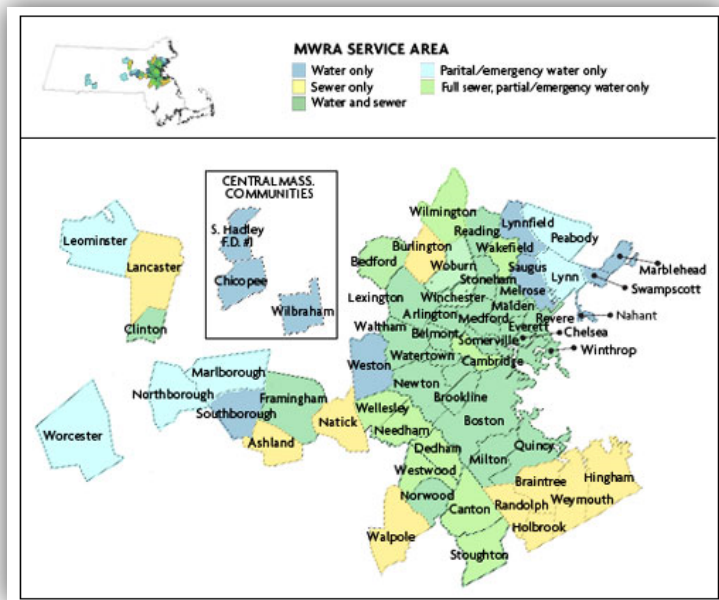 MWRA SERVICE AREA
Water only
Parital/emergency water only
Sewer only
Full sewer, partial/emergency water only
Water and sewer
CENTRAL MASS.
COMMUNITIES
S. Hadley
F.D. #1
Chicopee
Wilbraham
Leominster
Lancaster
Clinton
Wilmington
Lynnfield
Reading
Peabody
Burlington
Wakefield
Bedford
Woburn
Saugus
Lynn
Marblehead
Stoneham
Swampscott
Melrose
Lexington
Winchester
Malden
Arlington
Medford
Revere
Nahant
Waltham
Everett
Chelsea
Belmont
Somerville
Winthrop
Watertown
Cambridge
Weston
Marlborough
Newton
Northborough
Framingham
Brookline
Southborough
Wellesley
Natick
Boston
Worcester
Ashland
Needham
Quincy
Dedham
Milton
Westwood
Braintree
Hingham
Norwood
Weymouth
Canton
Randolph
Holbrook
Walpole
Stoughton